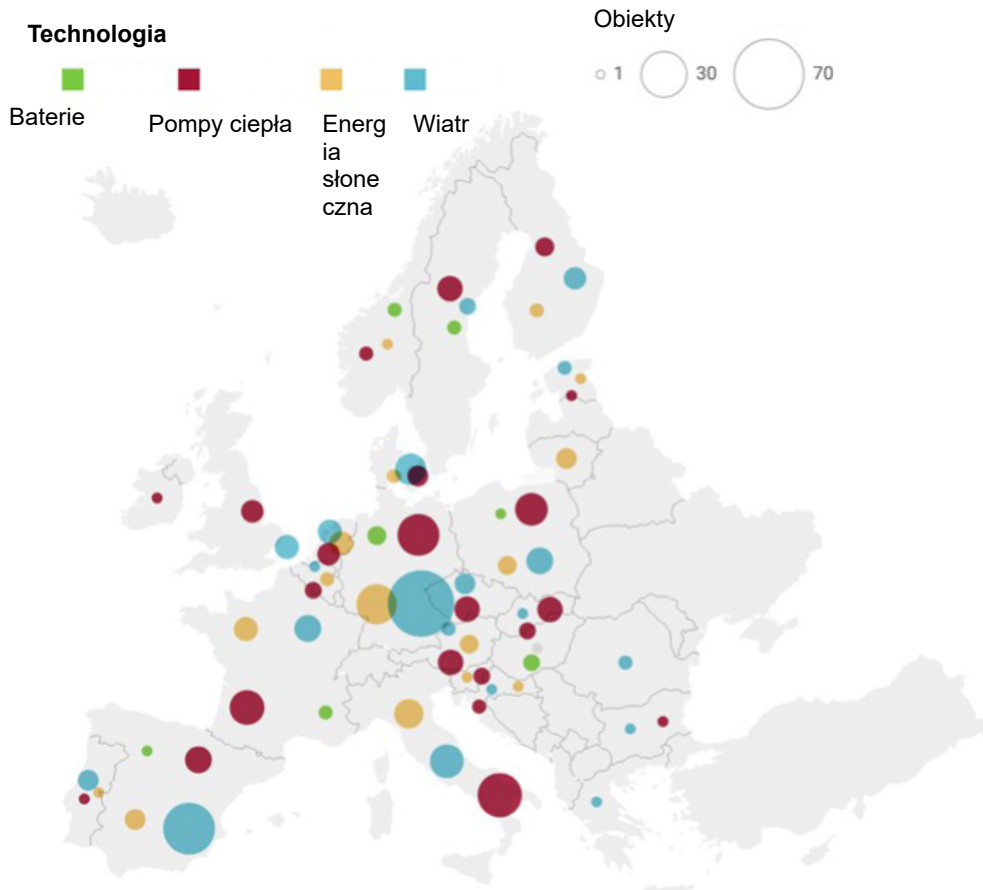 Technologia
Baterie
Pompy ciepła
Energ
ia
słone
czna
Wiatr
Obiekty
1
30
70